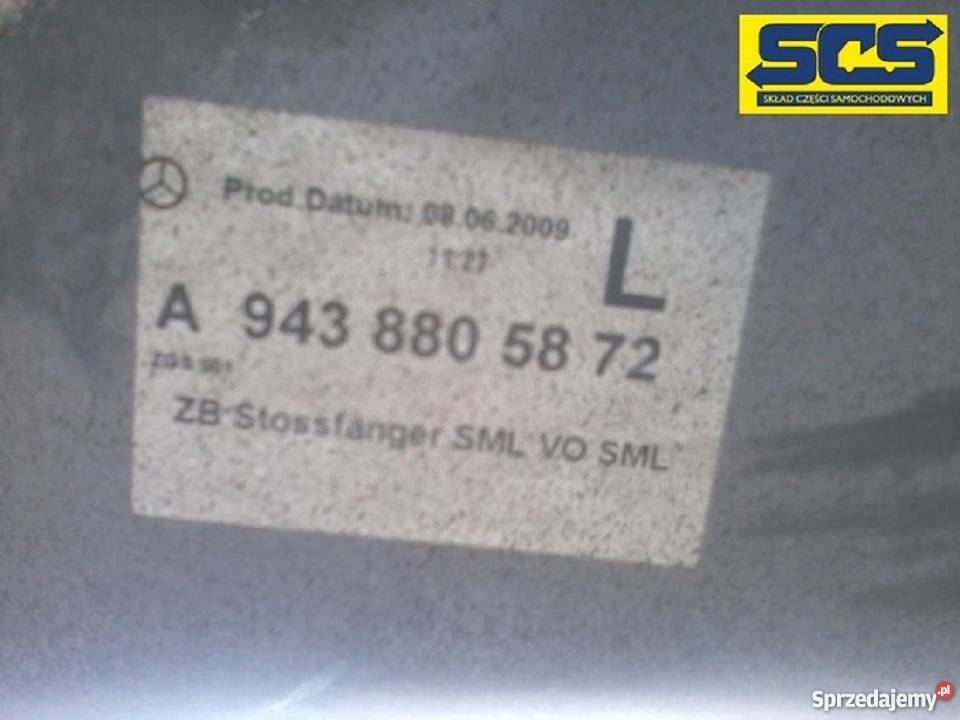 SCS
SKŁAD CZĘŚCI SAMOCHODOWYCH
Prod.Datum: 09.06.2009
11:27
L
A 943 880 58 72
ZB Stossfänger SML VO SML
Sprzedajemy.pl